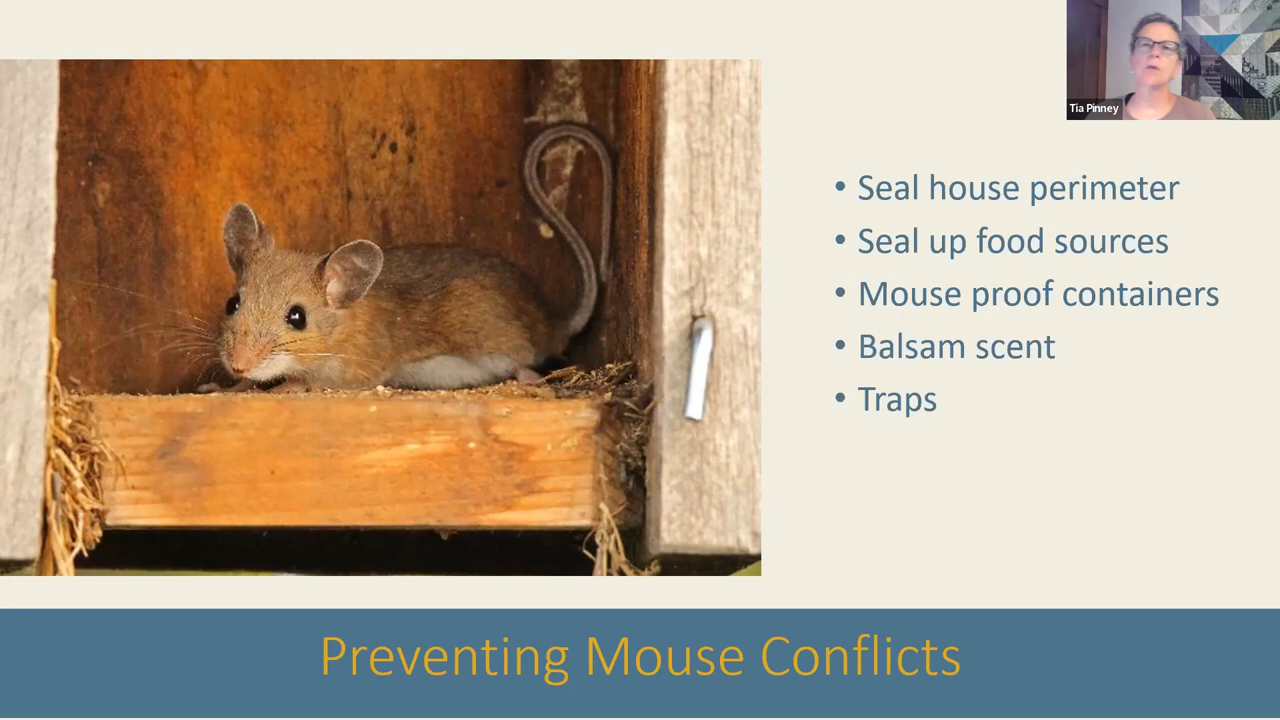 Tia Pinney
• Seal house perimeter
• Seal up food sources
• Mouse proof containers
• Balsam scent
• Traps
Preventing Mouse Conflicts